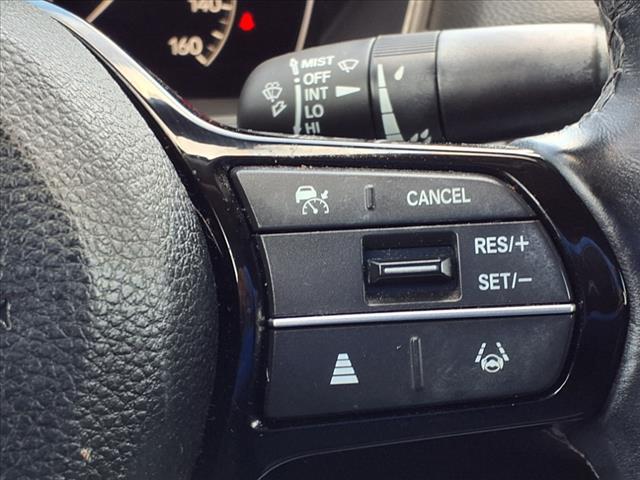 140
160
MIST
OFF
INT
LO
HI
CANCEL
RES/+
SET/−